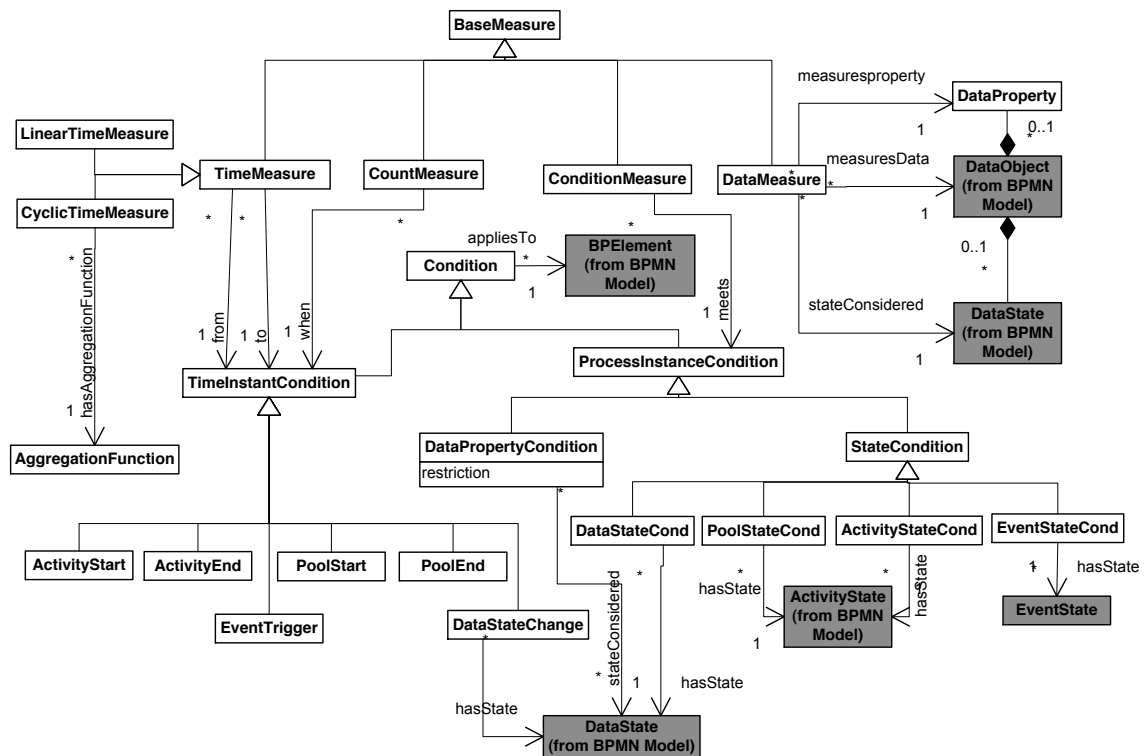 BaseMeasure
measuresproperty
DataProperty
1
0..1
*
LinearTimeMeasure
TimeMeasure
CountMeasure
ConditionMeasure
DataMeasure
*
*
*
measuresData
1
DataObject
(from BPMN
Model)
CyclicTimeMeasure
*
*
*
*
*
appliesTo
*
1
Condition
BPElement
(from BPMN
Model)
0..1
*
hasAggregationFunction
1
from
1
to
1
when
1
meets
1
stateConsidered
1
DataState
(from BPMN
Model)
TimeInstantCondition
ProcessInstanceCondition
AggregationFunction
DataPropertyCondition
restriction
*
StateCondition
DataStateCond
PoolStateCond
ActivityStateCond
EventStateCond
ActivityStart
ActivityEnd
PoolStart
PoolEnd
*
*
hasState
*
hasState
*
1
hasState
ActivityState
(from BPMN
Model)
1
EventState
EventTrigger
DataStateChange
*
stateConsidered
*
1
hasState
hasState
DataState
(from BPMN Model)